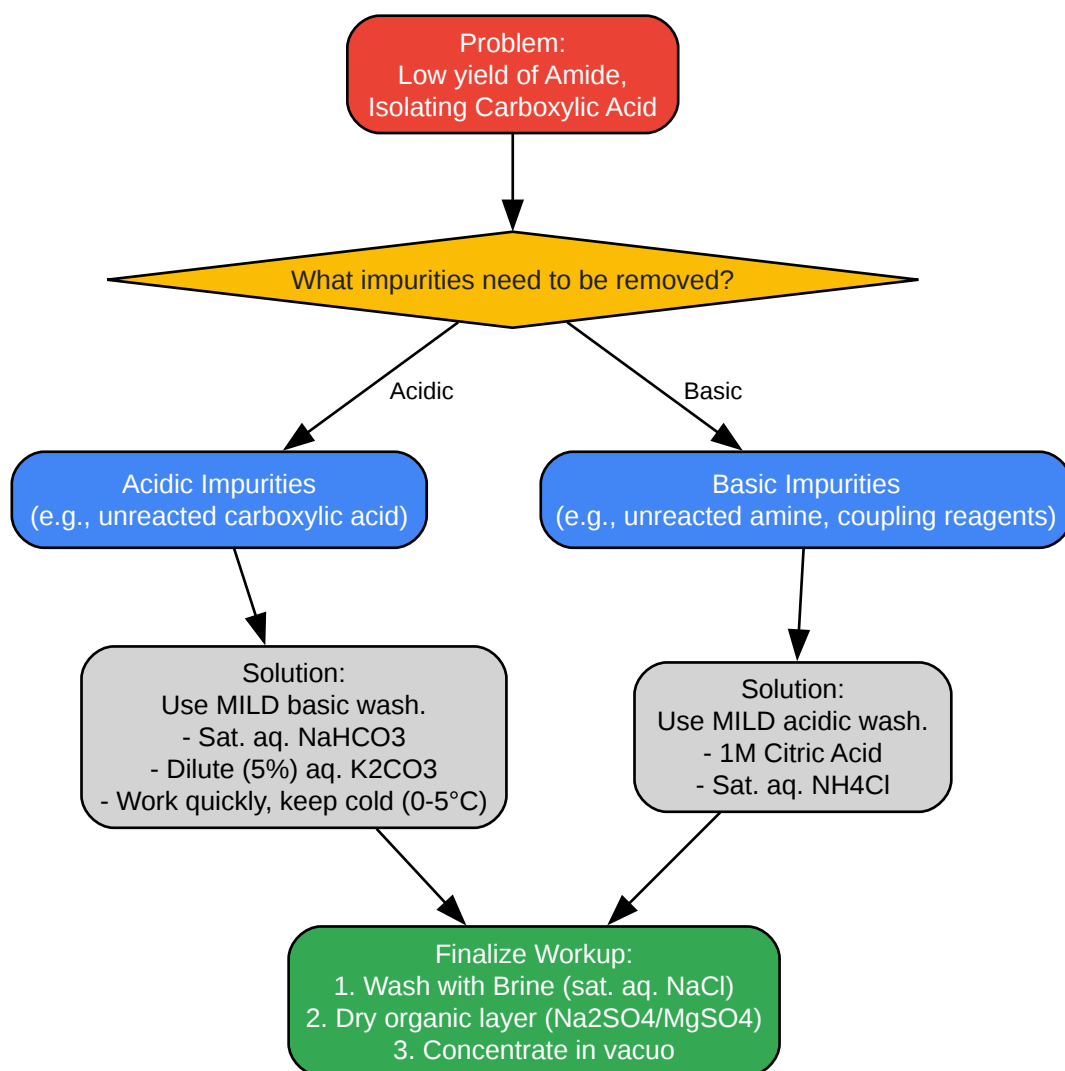 Problem:
Low yield of Amide,
Isolating Carboxylic Acid
What impurities need to be removed?
Acidic
Basic
Acidic Impurities
(e.g., unreacted carboxylic acid)
Basic Impurities
(e.g., unreacted amine, coupling reagents)
Solution:
Use MILD basic wash.
- Sat. aq. NaHCO3
- Dilute (5%) aq. K2CO3
- Work quickly, keep cold (0-5°C)
Solution:
Use MILD acidic wash.
- 1M Citric Acid
- Sat. aq. NH4Cl
Finalize Workup:
1. Wash with Brine (sat. aq. NaCl)
2. Dry organic layer (Na2SO4/MgSO4)
3. Concentrate in vacuo